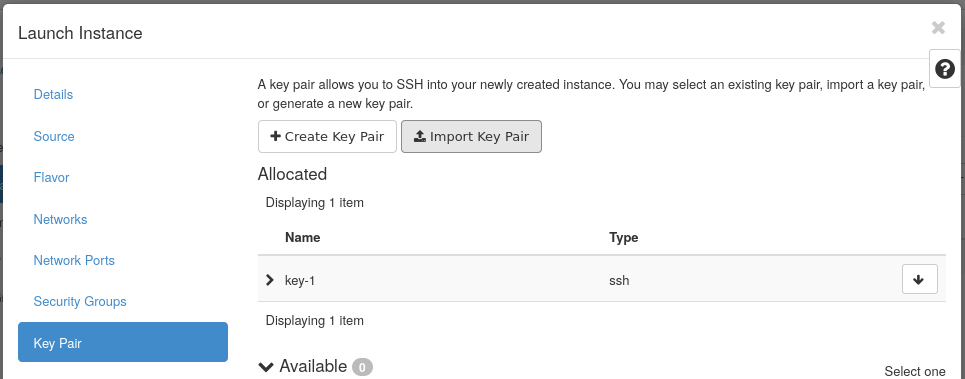 Launch Instance
Details
Source
Flavor
Networks
Network Ports
Security Groups
Key Pair
A key pair allows you to SSH into your newly created instance. You may select an existing key pair, import a key pair,
or generate a new key pair.
Create Key Pair
Import Key Pair
Allocated
Displaying 1 item
Name Type
key-1 ssh
Displaying 1 item
Available 0
Select one